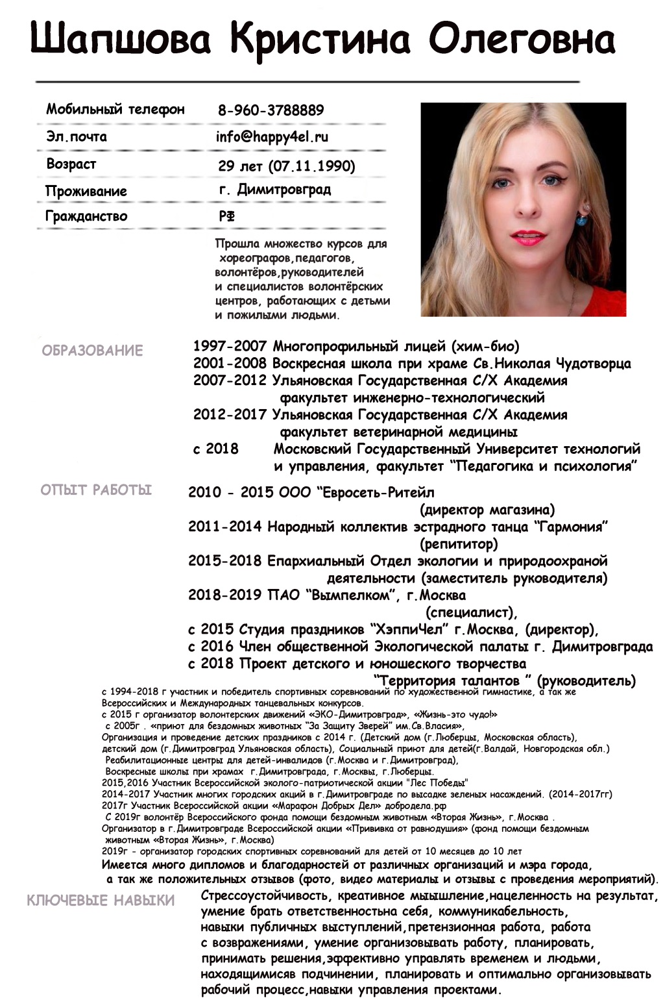 Шапшова Кристина Олеговна
Мобильный телефон 8-960-3788889
Эл.почта info@happy4el.ru
Возраст 29 лет (07.11.1990)
Проживание г. Димитровград
Гражданство РФ
Прошла множество курсов для
хореографов,педагогов,
волонтёров,руководителей
и специалистов волонтёрских
центров, работающих с детьми
и пожилыми людьми.
ОБРАЗОВАНИЕ
1997-2007 Многопрофильный лицей (хим-био)
2001-2008 Воскресная школа при храме Св.Николая Чудотворца
2007-2012 Ульяновская Государственная С/Х Академия
факультет инженерно-технологический
2012-2017 Ульяновская Государственная С/Х Академия
факультет ветеринарной медицины
с 2018 Московский Государственный Университет технологий
и управления, факультет “Педагогика и психология”
ОПЫТ РАБОТЫ
2010 - 2015 ООО “Евросеть-Ритейл
(директор магазина)
2011-2014 Народный коллектив эстрадного танца “Гармония”
(репититор)
2015-2018 Епархиальный Отдел экологии и природоохраной
деятельности (заместитель руководителя)
2018-2019 ПАО “Вымпелком”, г.Москва
(специалист),
с 2015 Студия праздников “ХэппиЧел” г.Москва, (директор),
с 2016 Член общественной Экологической палаты г. Димитровграда
с 2018 Проект детского и юношеского творчества
“Территория талантов ” (руководитель)
с 1994-2018 г участник и победитель спортивных соревнований по художественной гимнастике, а так же
Всероссийских и Международных танцевальных конкурсов.
с 2015 г организатор волонтерских движений «ЭКО-Димитровград», «Жизнь-это чудо!»
с 2005г . «приют для бездомных животных “За Защиту Зверей” им.Св.Власия»,
Организация и проведение детских праздников с 2014 г. (Детский дом (г.Люберцы, Московская область),
детский дом (г.Димитровград Ульяновская область), Социальный приют для детей(г.Валдай, Новгородская обл.)
Реабилитационные центры для детей-инвалидов (г.Москва и г.Димитровград),
Воскресные школы при храмах г.Димитровграда, г.Москвы, г.Люберцы.
2015,2016 Участник Всероссийской эколого-патриотической акции "Лес Победы"
2014-2017 Участник многих городских акций в г.Димитровграде по высадке зеленых насаждений. (2014-2017гг)
2017г Участник Всероссийской акции «Марафон Добрых Дел» добродела.рф
С 2019г волонтёр Всероссийского фонда помощи бездомным животным «Вторая Жизнь», г.Москва .
Организатор в г.Димитровграде Всероссийской акции «Прививка от равнодушия» (фонд помощи бездомным
животным «Вторая Жизнь», г.Москва)
2019г - организатор городских спортивных соревнований для детей от 10 месяцев до 10 лет
Имеется много дипломов и благодарностей от различных организаций и мэра города,
а так же положительных отзывов (фото, видео материалы и отзывы с проведения мероприятий).
КЛЮЧЕВЫЕ НАВЫКИ
Стрессоустойчивость, креативное мыышление,нацеленность на результат,
умение брать ответственостьна себя, коммуникабельность,
навыки публичных выступлений,претензионная работа, работа
с возвражениями, умение организовывать работу, планировать,
принимать решения,эффективно управлять временем и людьми,
находящимисяв подчинении, планировать и оптимально организовывать
рабочий процесс,навыки управления проектами.